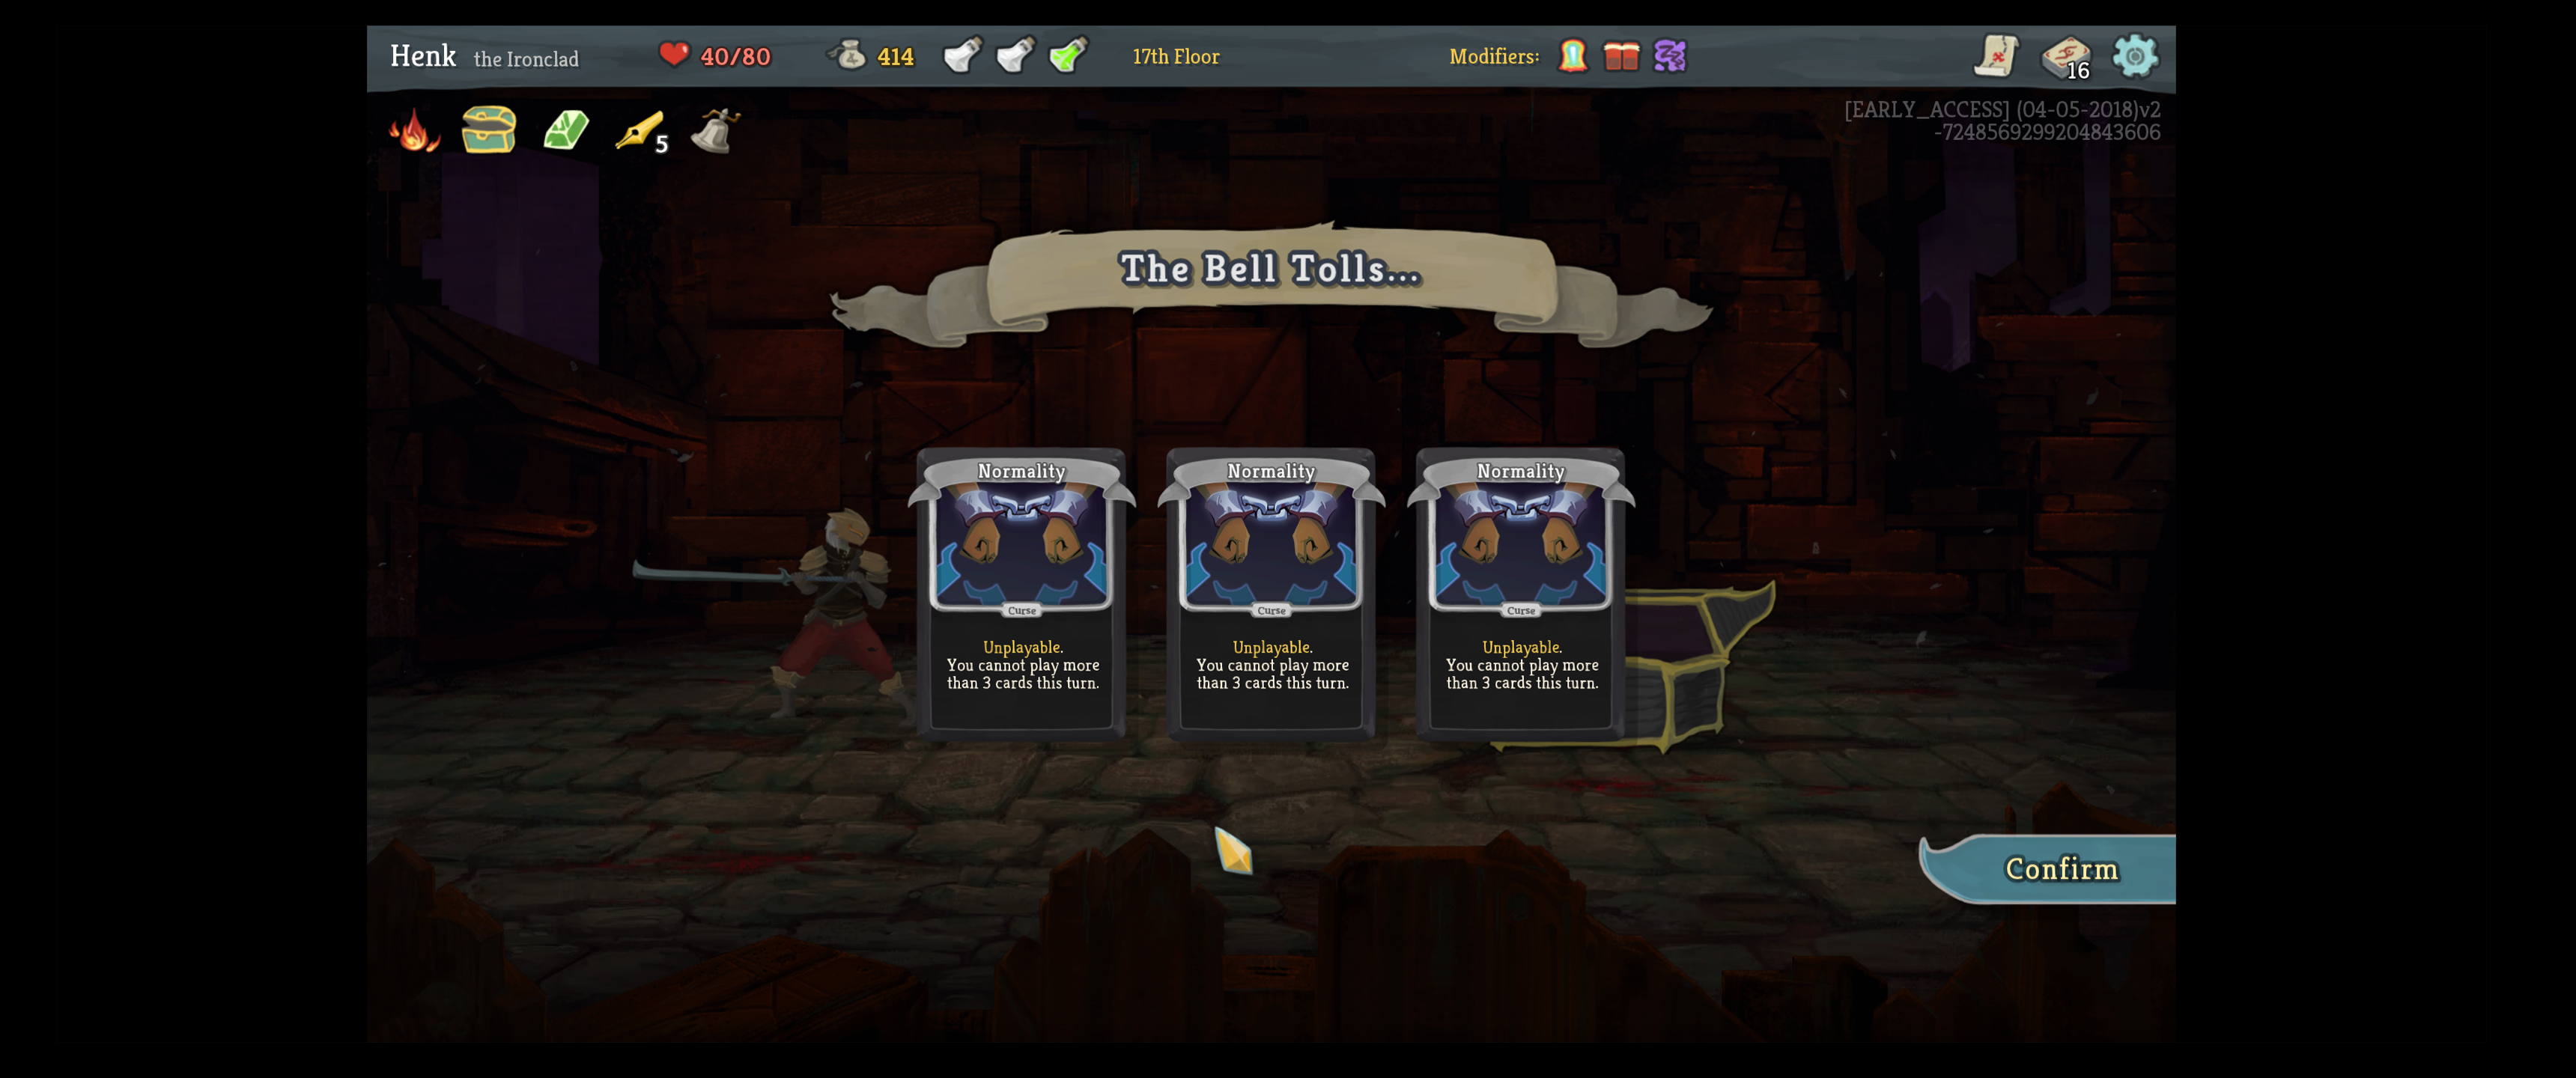 Henk the Ironclad 40/80 414 17th Floor Modifiers: 16
5
[EARLY_ACCESS] (04-05-2018)v2
-7248569299204843606
The Bell Tolls...
Normality Normality Normality
Curse Curse Curse
Unplayable. Unplayable. Unplayable.
You cannot play more You cannot play more You cannot play more
than 3 cards this turn. than 3 cards this turn. than 3 cards this turn.
Confirm